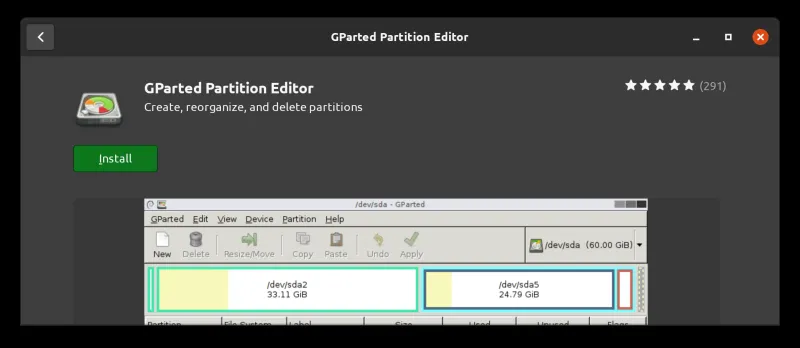 GParted Partition Editor
GParted Partition Editor
Create, reorganize, and delete partitions
(291)
Install
/dev/sda - GParted
GParted Edit View Device Partition Help
New Delete Resize/Move Copy Paste Undo Apply
/dev/sda (60.00 GiB)
/dev/sda2
33.11 GiB
/dev/sda5
24.79 GiB
Partition File System Label Size Used Unused Flags